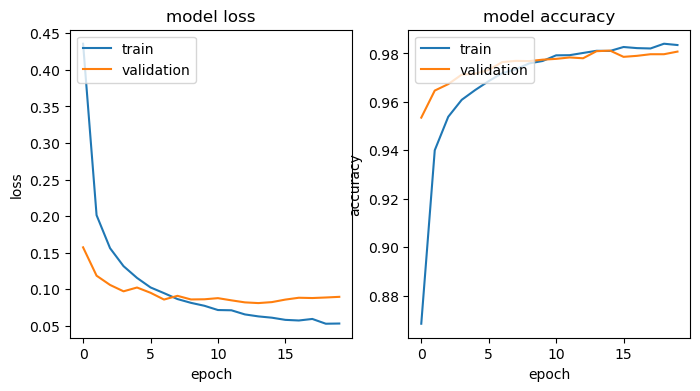 model loss
train
validation
0.45
0.40
0.35
0.30
0.25
0.20
0.15
0.10
0.05
loss
0
5
10
15
epoch
model accuracy
train
validation
0.98
0.96
0.94
0.92
0.90
0.88
accuracy
0
5
10
15
epoch